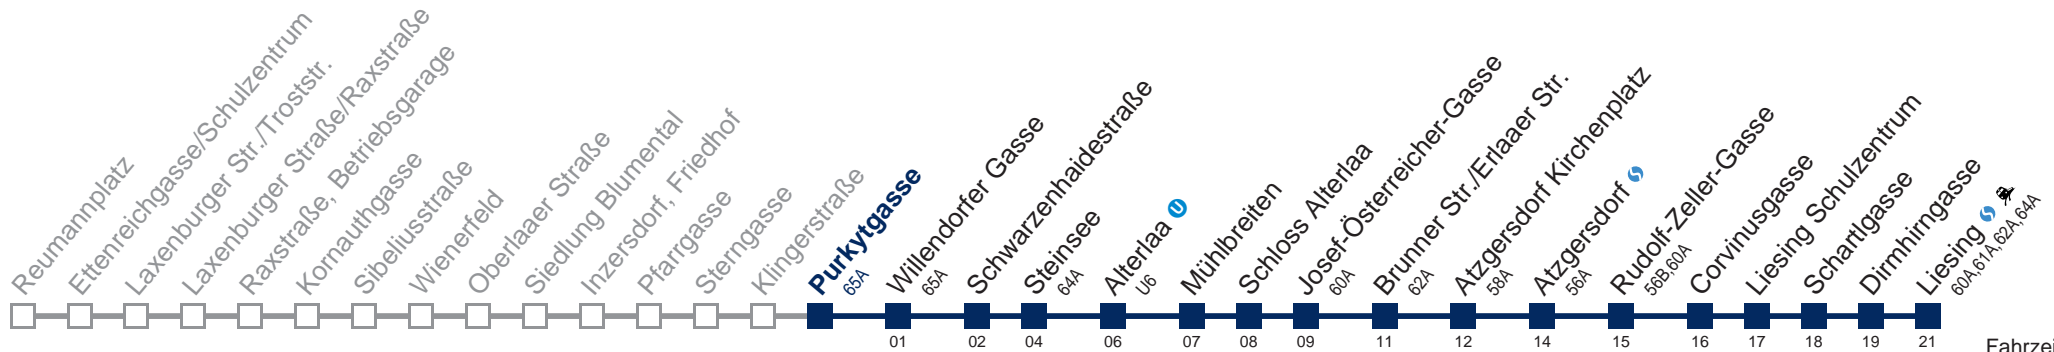 Reumannplatz
Ettenreichgasse/Schulzentrum
Laxenburger Str./Troststr.
Laxenburger Straße/Raxstraße
Raxstraße, Betriebsgarage
Kornauthgasse
Sibeliusstraße
Wienerfeld
Oberlaaer Straße
Siedlung Blumental
Inzersdorf, Friedhof
Pfarrgasse
Sterngasse
Klingerstraße
Purkytgasse
65A
Willendorfer Gasse
65A
01
Schwarzenhaidestraße
02
Steinsee
64A
04
Alterlaa U
U6
06
Mühlbreiten
07
Schloss Alterlaa
08
Josef-Österreicher-Gasse
60A
09
Brunner Str./Erlaaer Str.
62A
11
Atzgersdorf Kirchenplatz
58A
12
Atzgersdorf
56A
14
Rudolf-Zeller-Gasse
56B,60A
15
Corvinusgasse
16
Liesing Schulzentrum
17
Schartlgasse
18
Dirmhirngasse
19
Liesing
60A,61A,62A,64A
21
Fahrzei